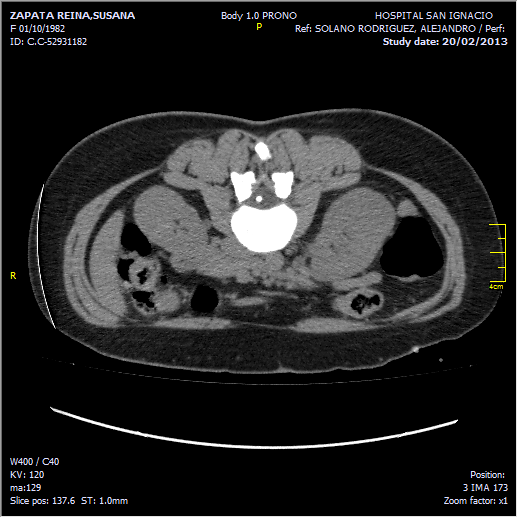 ZAPATA REINA,SUSANA
F 01/10/1982
ID: C.C-52931182
Body 1.0 PRONO
P
HOSPITAL SAN IGNACIO
Ref: SOLANO RODRIGUEZ, ALEJANDRO / Perf:
Study date: 20/02/2013
R
4cm
W400 / C40
KV: 120
ma:129
Slice pos: 137.6 ST: 1.0mm
Position:
3 IMA 173
Zoom factor: x1